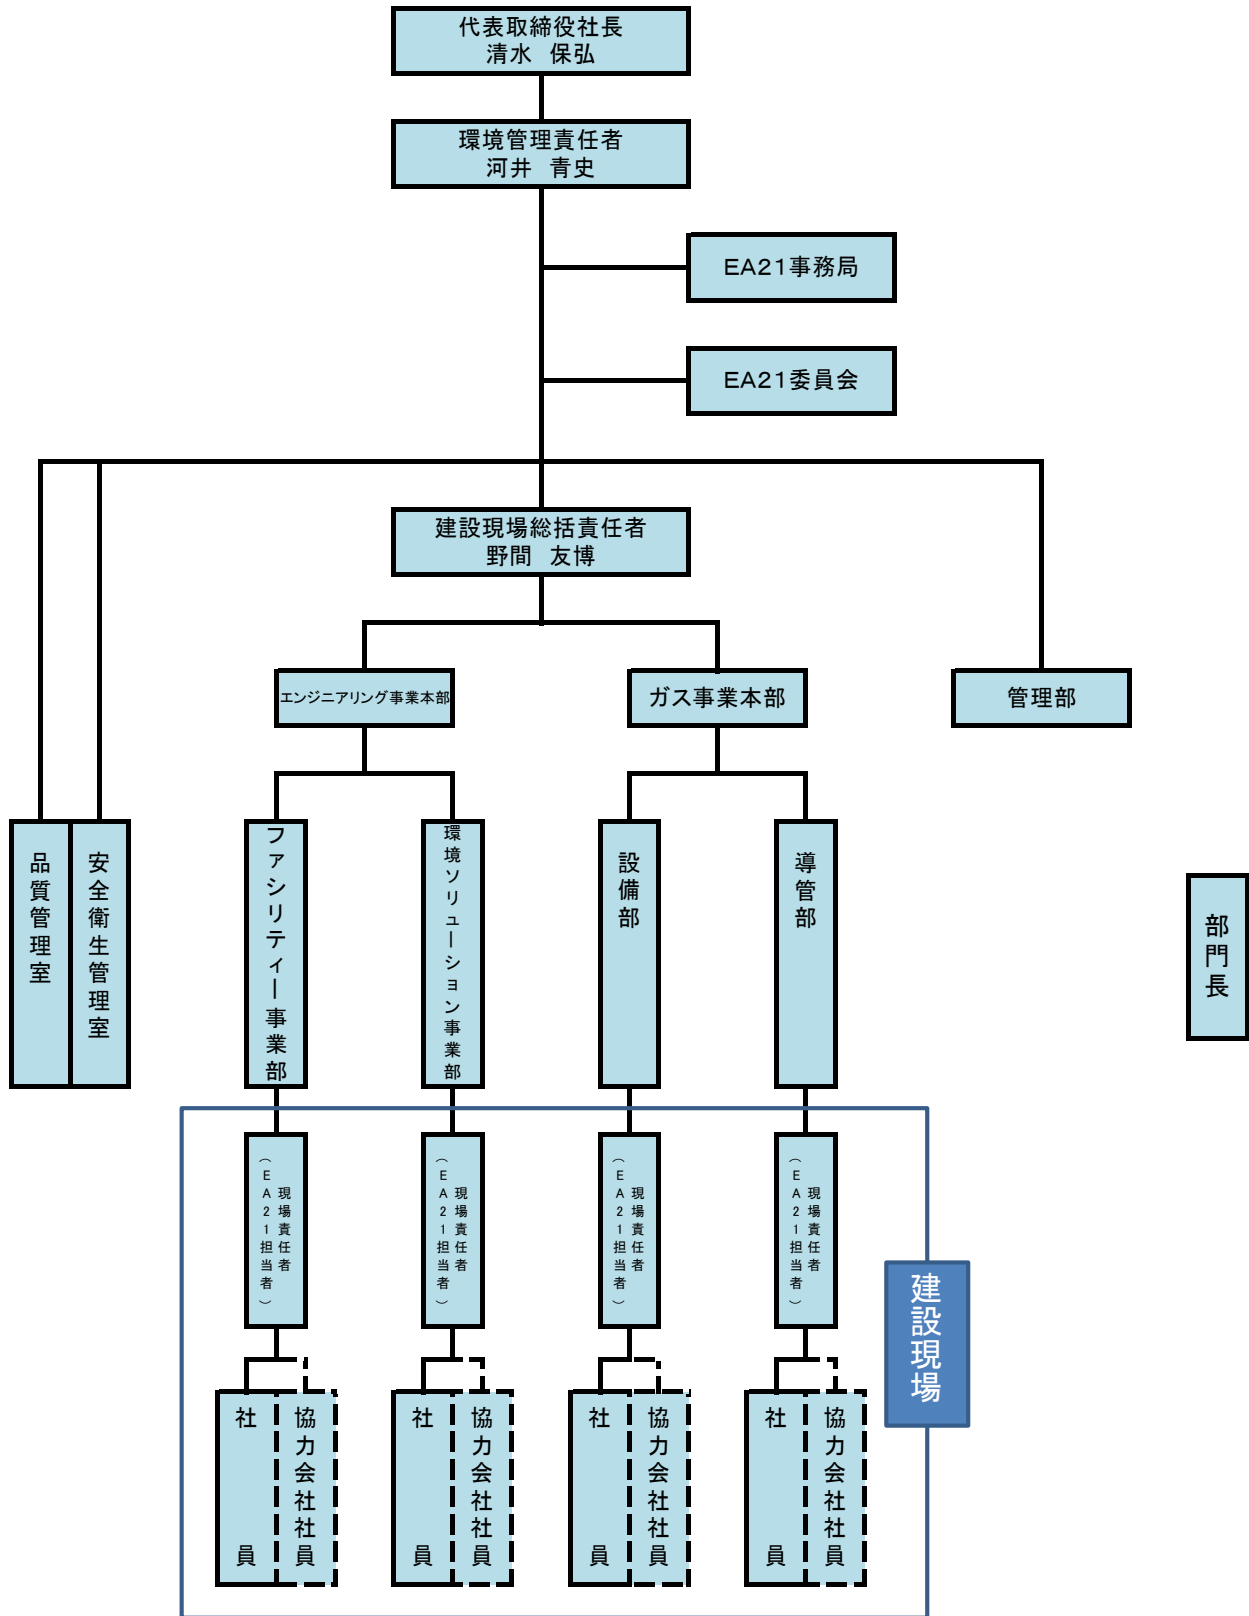 代表取締役社長
清水　保弘
環境管理責任者
河井　青史
ＥＡ２１事務局
ＥＡ２１委員会
建設現場総括責任者
野間　友博
エンジニアリング事業本部
ガス事業本部
管理部
品質管理室
安全衛生管理室
ファシリティー事業部
環境ソリューション事業部
設備部
導管部
部門長
現場責任者
（ＥＡ２１担当者）
現場責任者
（ＥＡ２１担当者）
現場責任者
（ＥＡ２１担当者）
現場責任者
（ＥＡ２１担当者）
建設現場
社員
協力会社社員
社員
協力会社社員
社員
協力会社社員
社員
協力会社社員